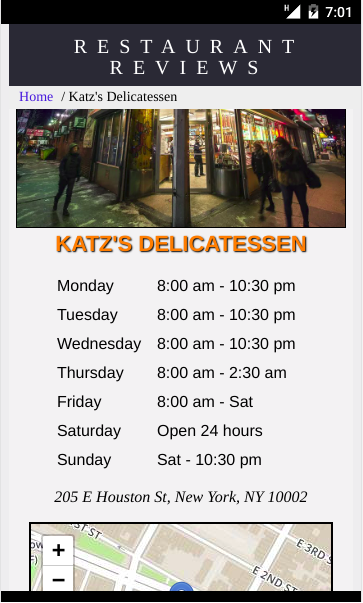 H 7:01
RESTAURANT
REVIEWS
Home / Katz's Delicatessen
KATZ'S DELICATESSEN
Monday 8:00 am - 10:30 pm
Tuesday 8:00 am - 10:30 pm
Wednesday 8:00 am - 10:30 pm
Thursday 8:00 am - 2:30 am
Friday 8:00 am - Sat
Saturday Open 24 hours
Sunday Sat - 10:30 pm
205 E Houston St, New York, NY 10002
+
−
E 3RD S
E 2ND ST